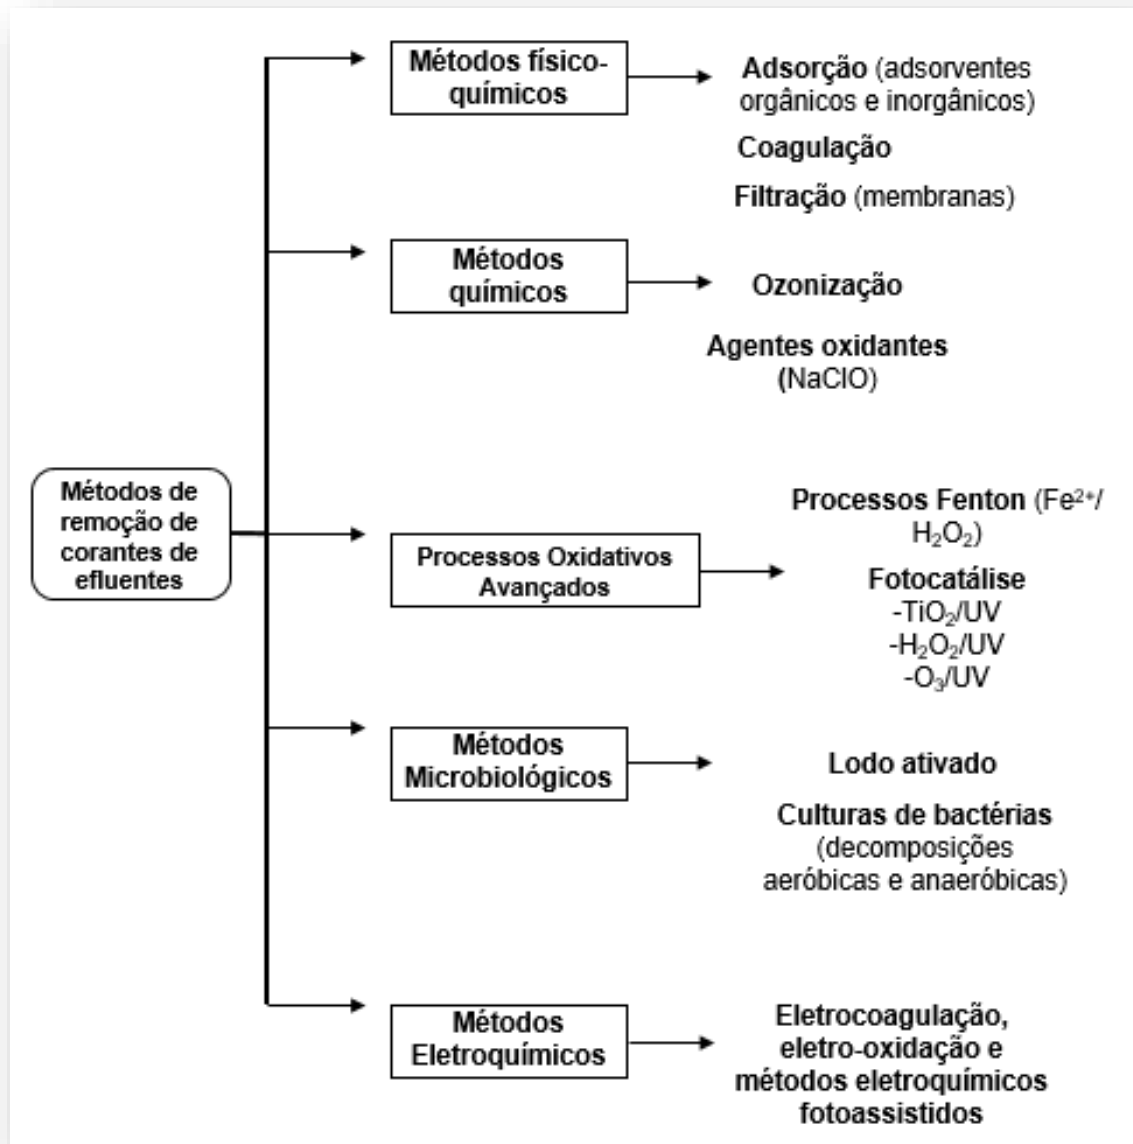 Métodos de
remoção de
corantes de
efluentes
Métodos físico-
químicos
Adsorção (adsorventes
orgânicos e inorgânicos)
Coagulação
Filtração (membranas)
Métodos
químicos
Ozonização
Agentes oxidantes
(NaClO)
Processos Oxidativos
Avançados
Processos Fenton (Fe²⁺/
H₂O₂)
Fotocatálise
-TiO₂/UV
-H₂O₂/UV
-O₃/UV
Métodos
Microbiológicos
Lodo ativado
Culturas de bactérias
(decomposições
aeróbicas e anaeróbicas)
Métodos
Eletroquímicos
Eletrocoagulação,
eletro-oxidação e
métodos eletroquímicos
fotoassistidos